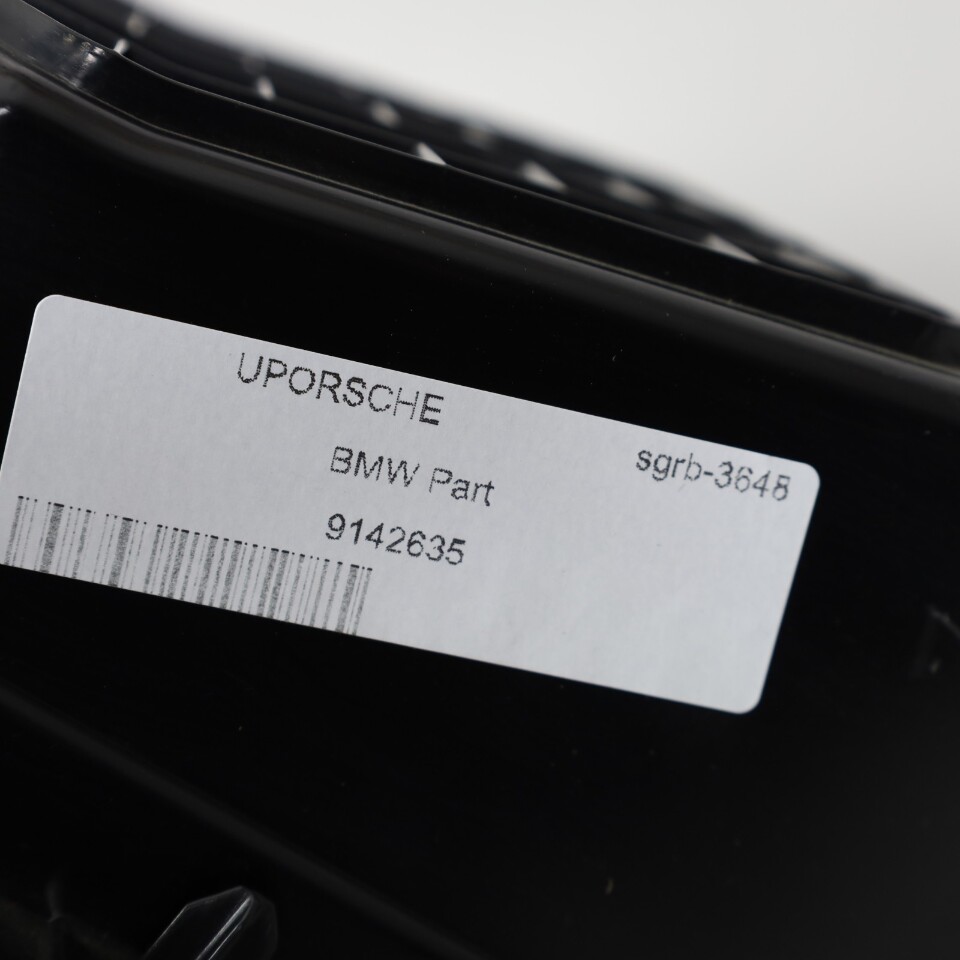 UPORSCHE
sgrb-3648
BMW Part
9142635